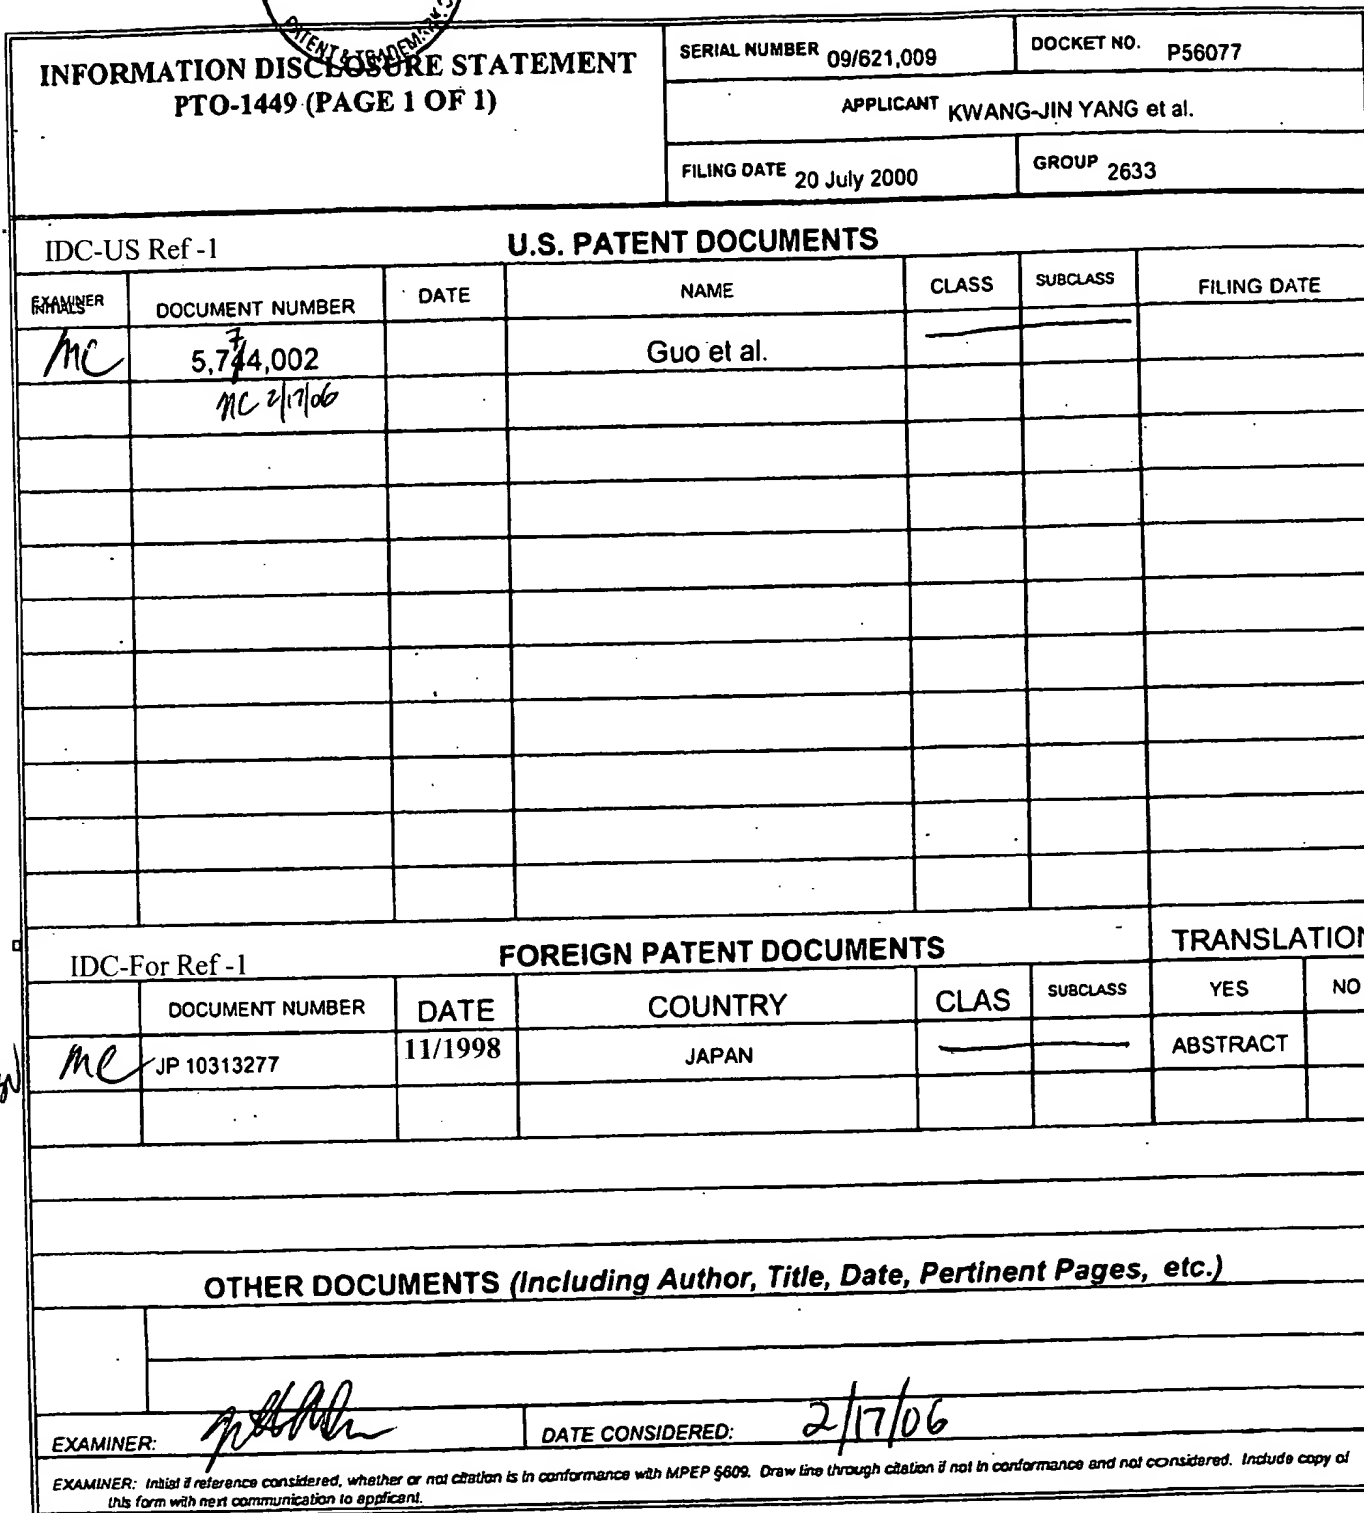 PATENT & TRADEMARK
INFORMATION DISCLOSURE STATEMENT
PTO-1449 (PAGE 1 OF 1)
SERIAL NUMBER 09/621,009
DOCKET NO. P56077
APPLICANT KWANG-JIN YANG et al.
FILING DATE 20 July 2000
GROUP 2633
IDC-US Ref -1
U.S. PATENT DOCUMENTS
EXAMINER INITIALS
DOCUMENT NUMBER
DATE
NAME
CLASS
SUBCLASS
FILING DATE
7
MC 5,744,002 Guo et al.
MC 2/17/06
IDC-For Ref -1
FOREIGN PATENT DOCUMENTS
TRANSLATION
DOCUMENT NUMBER
DATE
COUNTRY
CLAS
SUBCLASS
YES
NO
MC JP 10313277 11/1998 JAPAN ABSTRACT
OTHER DOCUMENTS (Including Author, Title, Date, Pertinent Pages, etc.)
EXAMINER:
DATE CONSIDERED: 2/17/06
EXAMINER: Initial if reference considered, whether or not citation is in conformance with MPEP §609. Draw line through citation if not in conformance and not considered. Include copy of
this form with next communication to applicant.